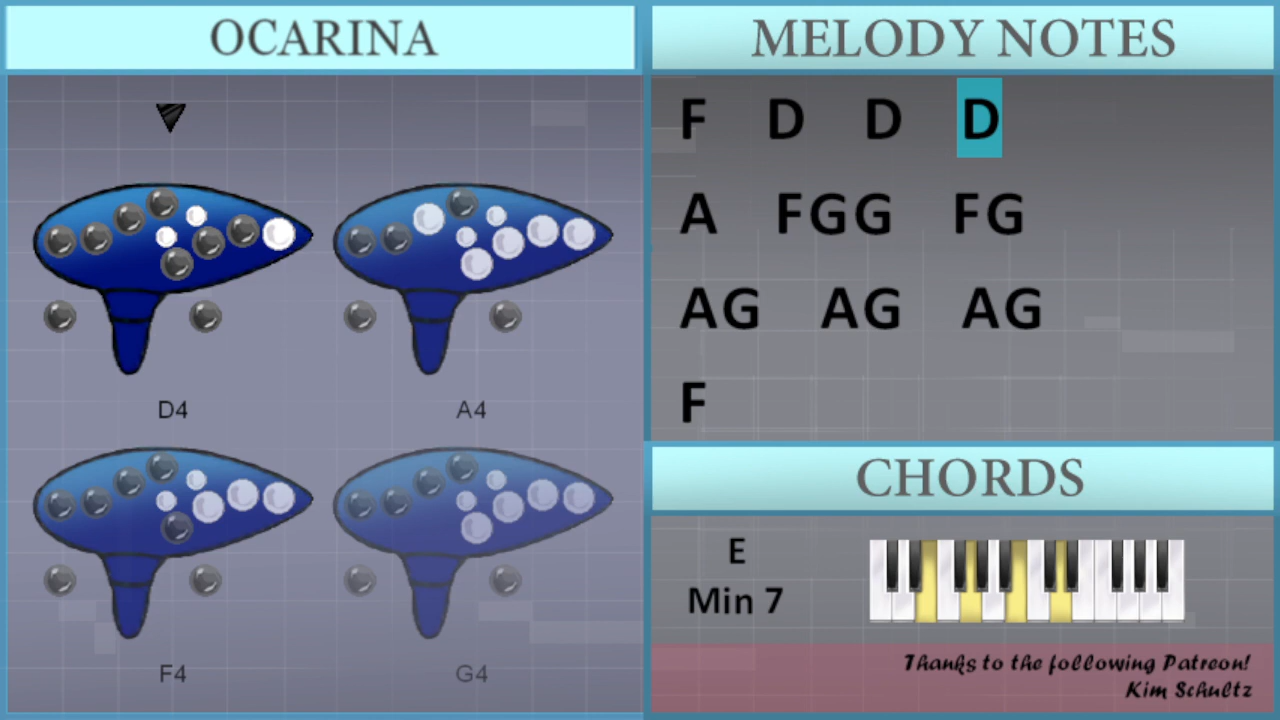 OCARINA
D4
A4
F4
G4
MELODY NOTES
F D D D
A FGG FG
AG AG AG
F
CHORDS
E
Min 7
Thanks to the following Patreon!
Kim Schultz